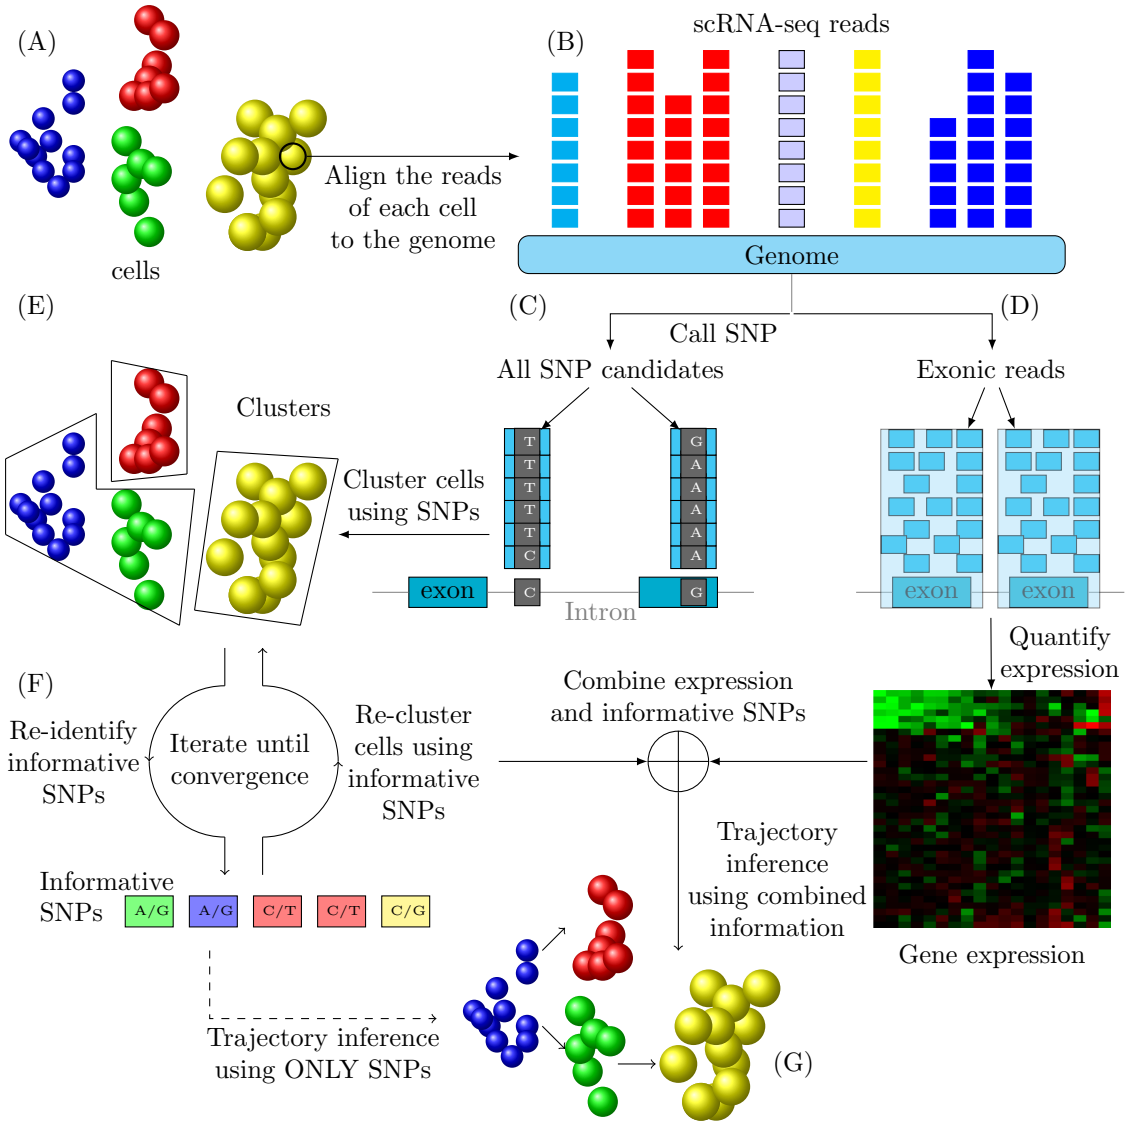 (A)
cells
Align the reads
of each cell
to the genome
(B)
scRNA-seq reads
Genome
(C)
Call SNP
All SNP candidates
T
T
T
T
T
C
C
G
A
A
A
A
A
G
exon
Intron
(D)
Exonic reads
exon
exon
Quantify
expression
(E)
Clusters
Cluster cells
using SNPs
(F)
Re-identify
informative
SNPs
Iterate until
convergence
Re-cluster
cells using
informative
SNPs
Combine expression
and informative SNPs
Trajectory
inference
using combined
information
Gene expression
Informative
SNPs
A/G
A/G
C/T
C/T
C/G
Trajectory inference
using ONLY SNPs
(G)